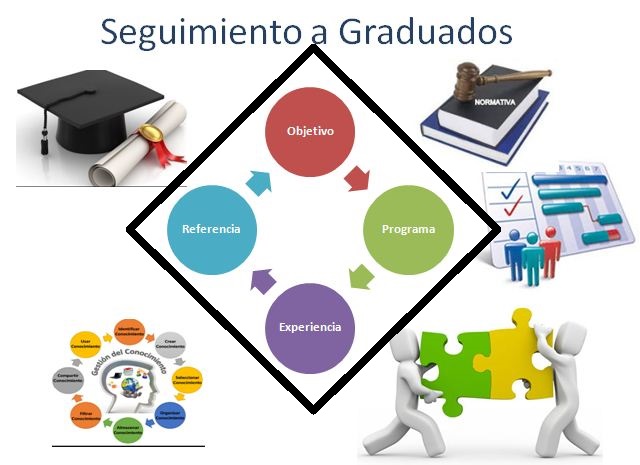 Seguimiento a Graduados
NORMATIVA
Objetivo
Referencia
Programa
Experiencia
Gestión del Conocimiento
Identificar
Conocimiento
Crear
Conocimiento
Seleccionar
Conocimiento
Organizar
Conocimiento
Almacenar
Conocimiento
Filtrar
Conocimiento
Compartir
Conocimiento
Usar
Conocimiento